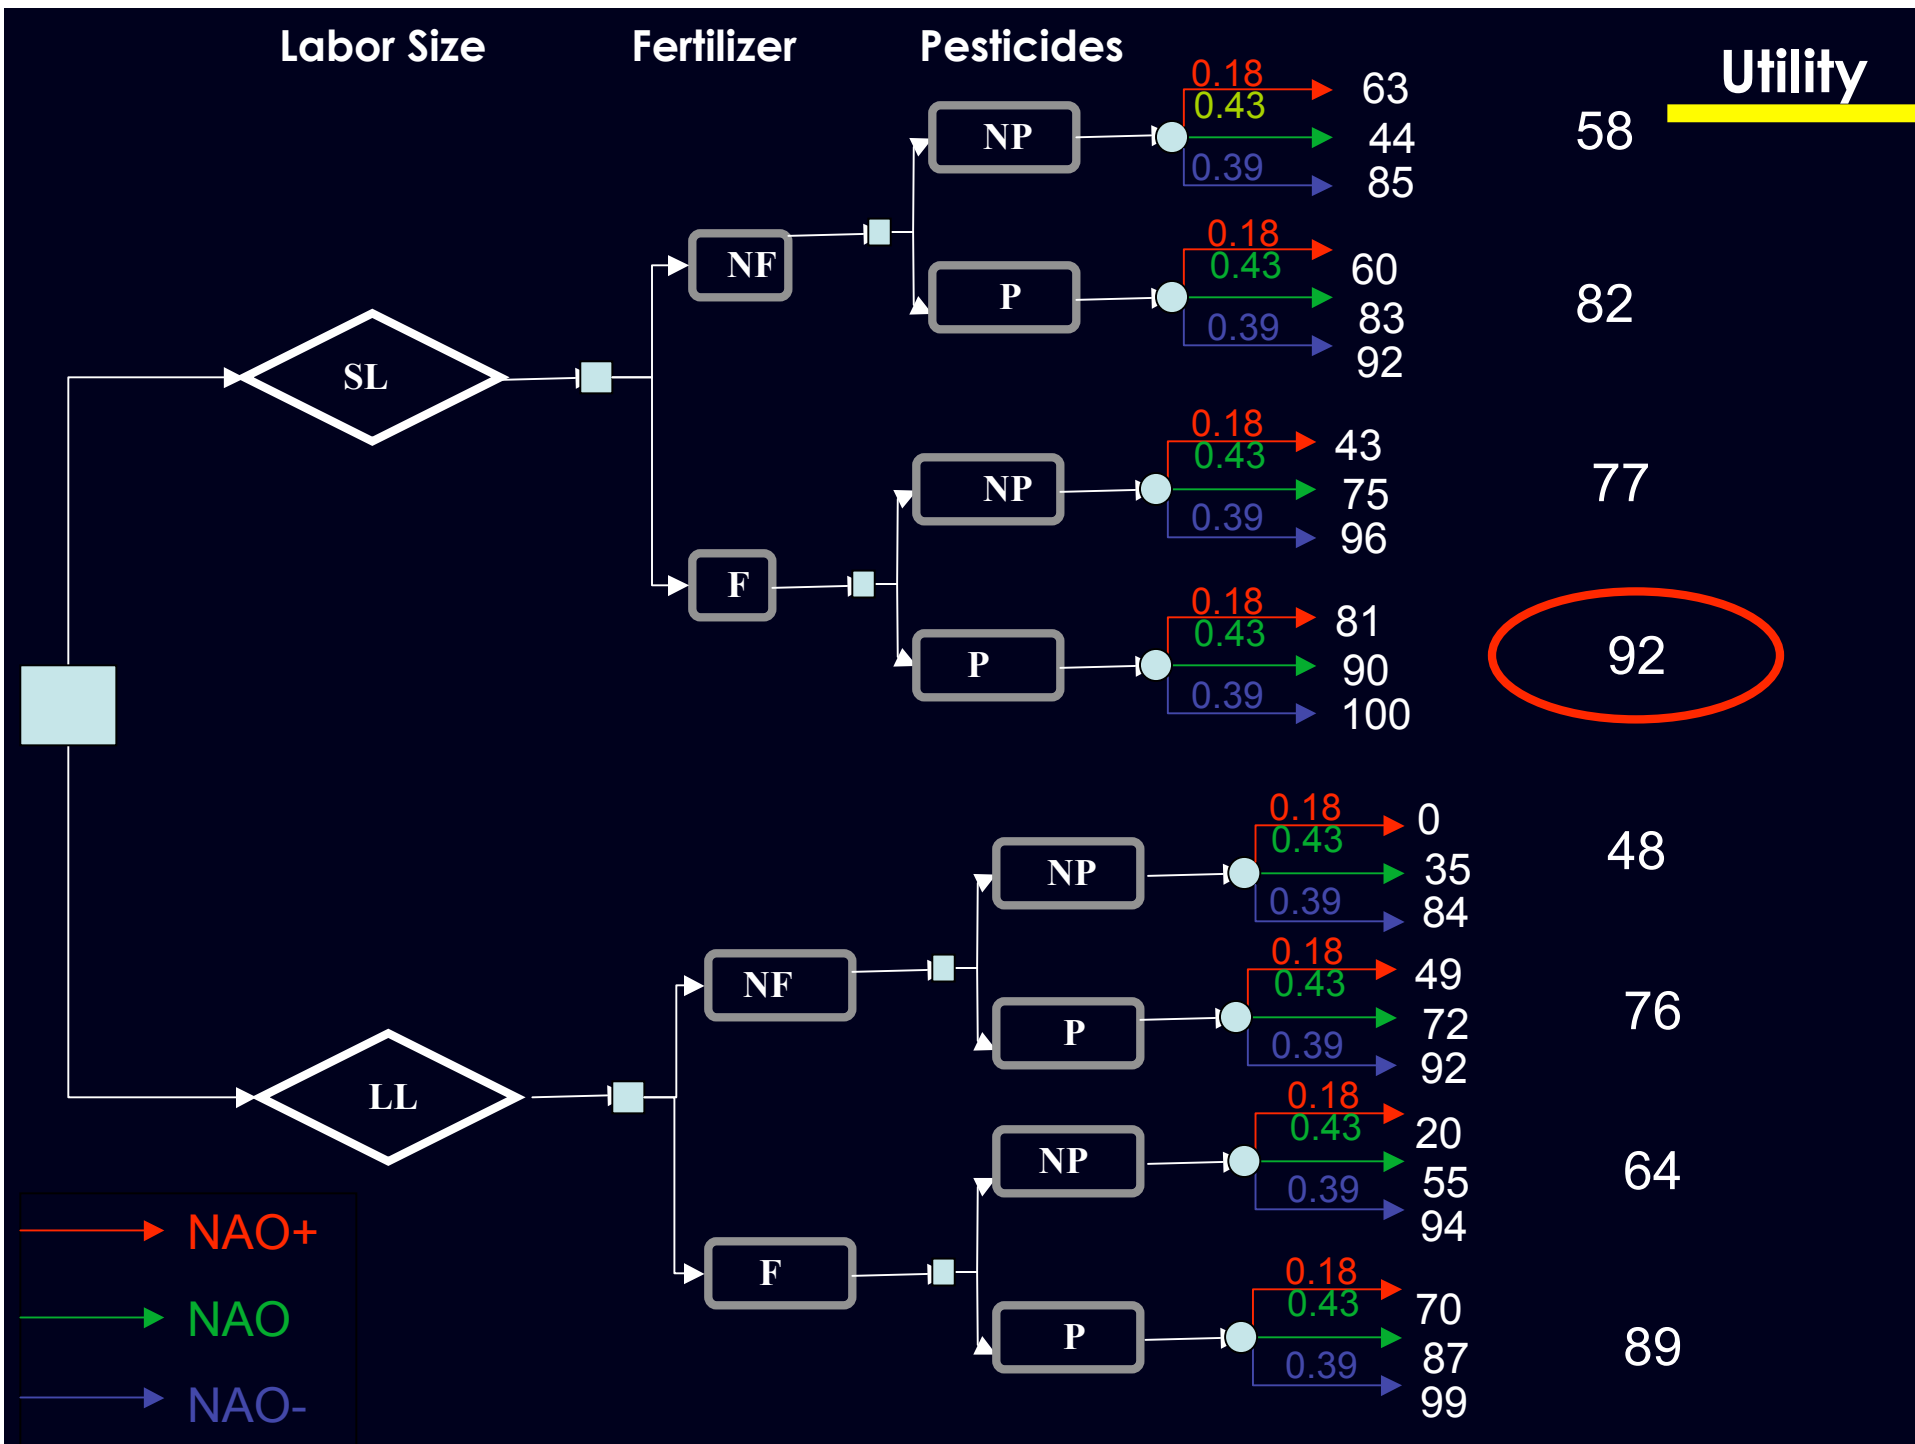 Labor Size Fertilizer Pesticides Utility
0.18 63
0.43
NP 44 58
0.39 85
0.18
NF 0.43 60
P 83 82
0.39 92
SL
0.18 43
0.43
NP 75 77
0.39 96
F 0.18 81
0.43
P 90 92
0.39 100
0.18 0
0.43
NP 35 48
0.39 84
0.18 49
NF 0.43
P 72 76
0.39 92
LL
0.18 20
0.43
NP 55 64
0.39 94
NAO+
F 0.18 70
0.43
NAO
P 87 89
0.39 99
NAO-